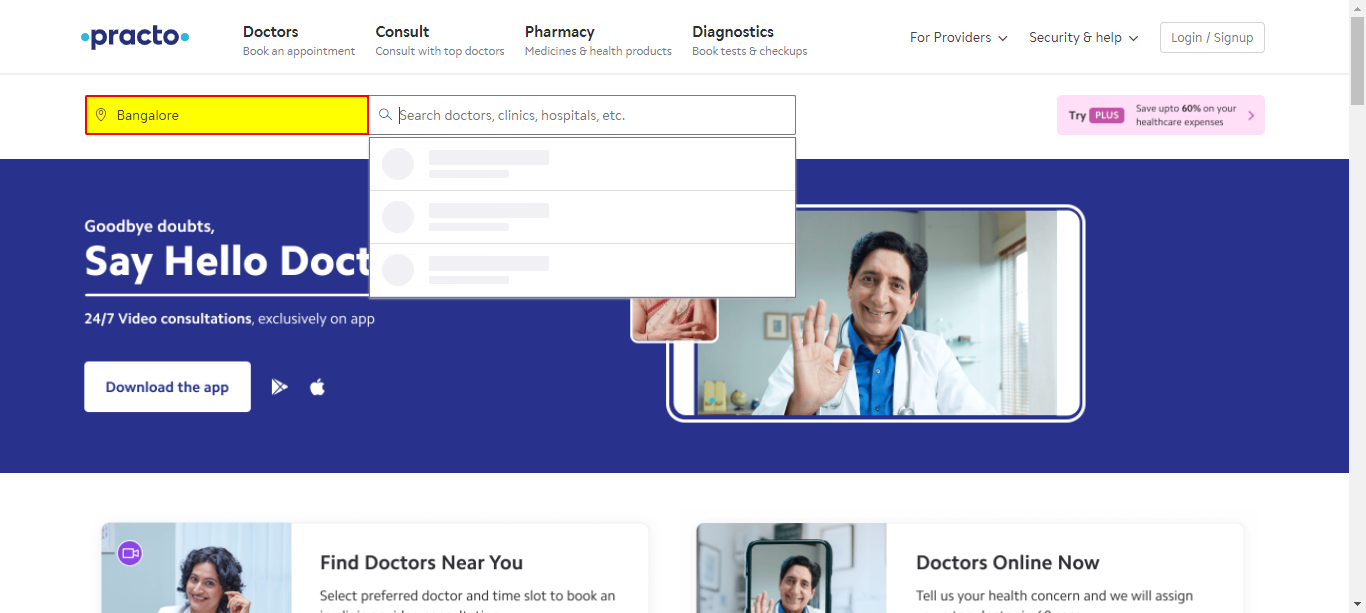 practo
Doctors
Book an appointment
Consult
Consult with top doctors
Pharmacy
Medicines & health products
Diagnostics
Book tests & checkups
For Providers
Security & help
Login / Signup
Bangalore
Search doctors, clinics, hospitals, etc.
Try PLUS
Save upto 60% on your
healthcare expenses
Goodbye doubts,
Say Hello Doct
24/7 Video consultations, exclusively on app
Download the app
Find Doctors Near You
Select preferred doctor and time slot to book an
Doctors Online Now
Tell us your health concern and we will assign